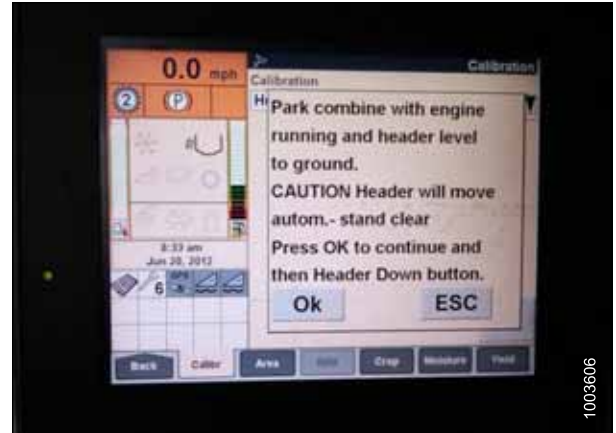 0.0 mph
Calibration
Calibration
2 P
Park combine with engine
running and header level
to ground.
CAUTION Header will move
autom.- stand clear
Press OK to continue and
then Header Down button.
Ok ESC
8:33 am
Jun 20, 2012
GPS
6
Back Calibr Area Crop Moisture Yield
1003606